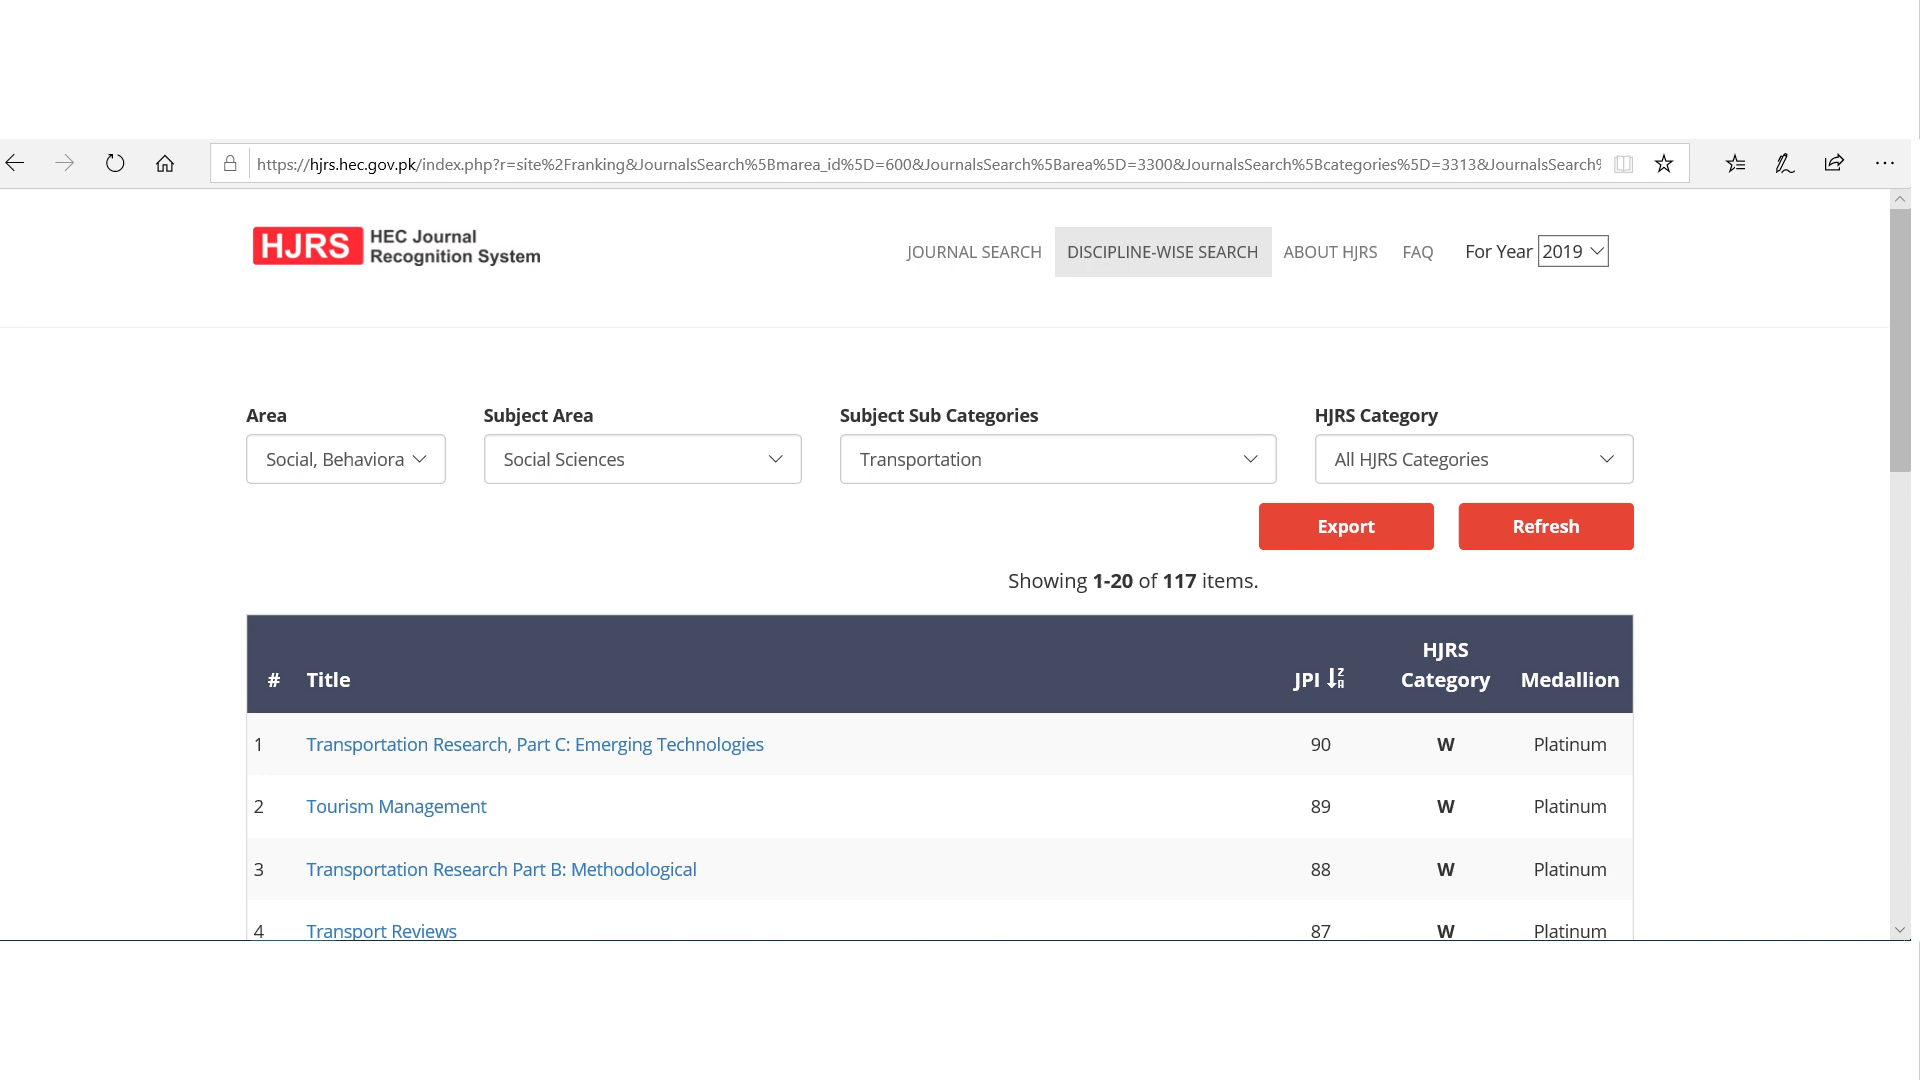 https://hjrs.hec.gov.pk/index.php?r=site%2Franking&JournalsSearch%5Bmarea_id%5D=600&JournalsSearch%5Barea%5D=3300&JournalsSearch%5Bcategories%5D=3313&JournalsSearch%
HJRS HEC Journal Recognition System
JOURNAL SEARCH DISCIPLINE-WISE SEARCH ABOUT HJRS FAQ For Year 2019
Area Subject Area Subject Sub Categories HJRS Category
Social, Behaviora Social Sciences Transportation All HJRS Categories
Export Refresh
Showing 1-20 of 117 items.
# Title JPI HJRS Category Medallion
1 Transportation Research, Part C: Emerging Technologies 90 W Platinum
2 Tourism Management 89 W Platinum
3 Transportation Research Part B: Methodological 88 W Platinum
4 Transport Reviews 87 W Platinum